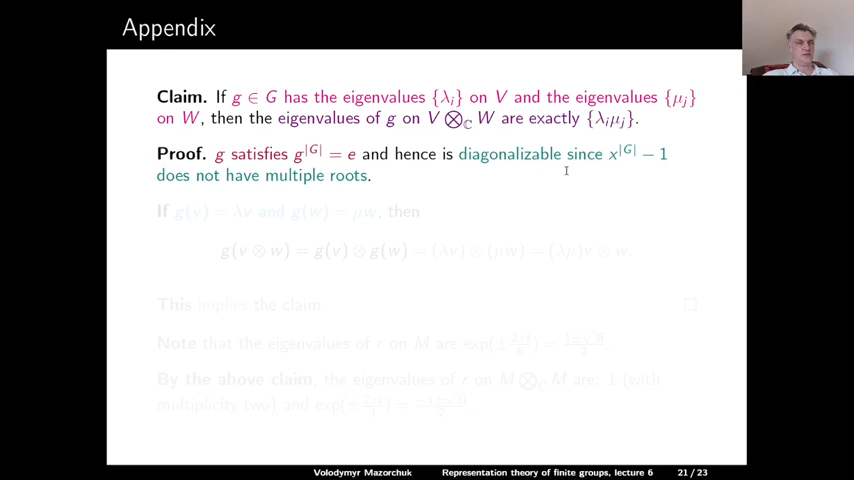 Appendix
Claim. If g ∈ G has the eigenvalues {λᵢ} on V and the eigenvalues {μⱼ}
on W, then the eigenvalues of g on V ⊗_ℂ W are exactly {λᵢμⱼ}.
Proof. g satisfies g^|G| = e and hence is diagonalizable since x^|G| − 1
does not have multiple roots.
If g(v) = λv and g(w) = μw, then
g(v ⊗ w) = g(v) ⊗ g(w) = (λv) ⊗ (μw) = (λμ)v ⊗ w.
This implies the claim. □
Note that the eigenvalues of r on M are
By the above claim, the eigenvalues of r on M ⊗_ℂ M are: 1 (with
multiplicity two) and
Volodymyr Mazorchuk Representation theory of finite groups, lecture 6 21 / 23